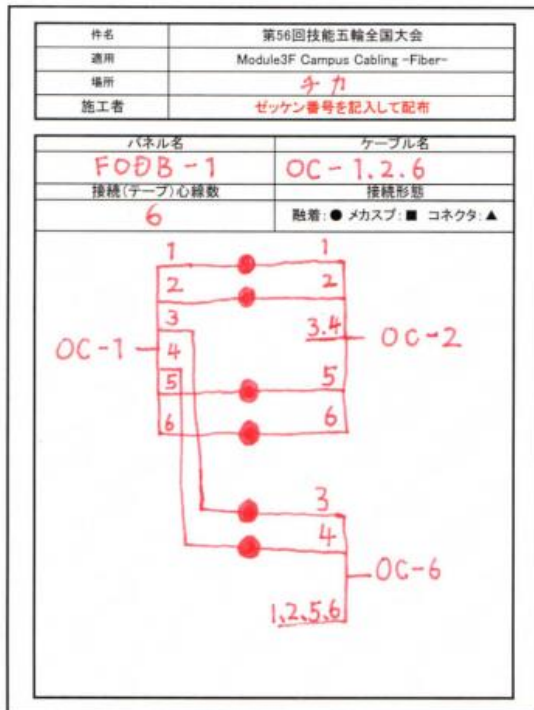 件名 第56回技能五輪全国大会
適用 Module3F Campus Cabling -Fiber-
場所 チカ
施工者 ゼッケン番号を記入して配布
パネル名 ケーブル名
FODB-1 OC-1.2.6
接続(テープ)心線数 接続形態
6 融着:● メカスプ:■ コネクタ:▲
1 1
2 2
3 3.4
OC-1 4 OC-2
5 5
6 6
3
4
OC-6
1,2,5,6